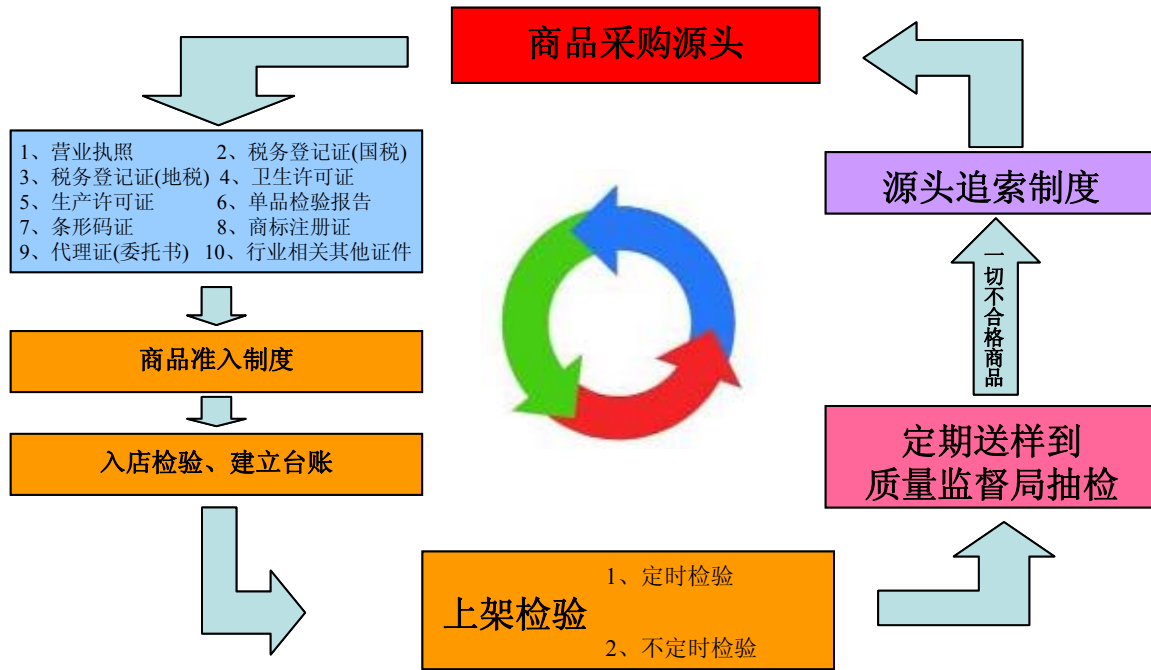 商品采购源头
1、营业执照 2、税务登记证(国税)
3、税务登记证(地税) 4、卫生许可证
5、生产许可证 6、单品检验报告
7、条形码证 8、商标注册证
9、代理证(委托书) 10、行业相关其他证件
商品准入制度
入店检验、建立台账
上架检验
1、定时检验
2、不定时检验
定期送样到
质量监督局抽检
一切不合格商品
源头追索制度